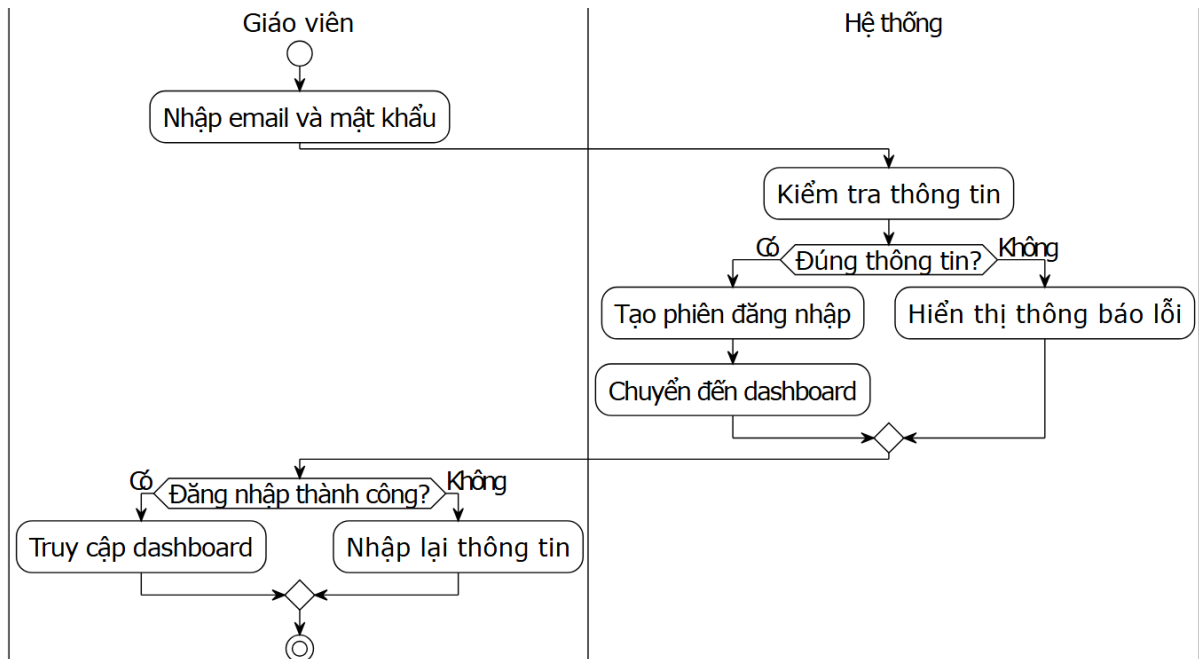 Giáo viên
Hệ thống
Nhập email và mật khẩu
Kiểm tra thông tin
Có
Đúng thông tin?
Không
Tạo phiên đăng nhập
Hiển thị thông báo lỗi
Chuyển đến dashboard
Có
Đăng nhập thành công?
Không
Truy cập dashboard
Nhập lại thông tin